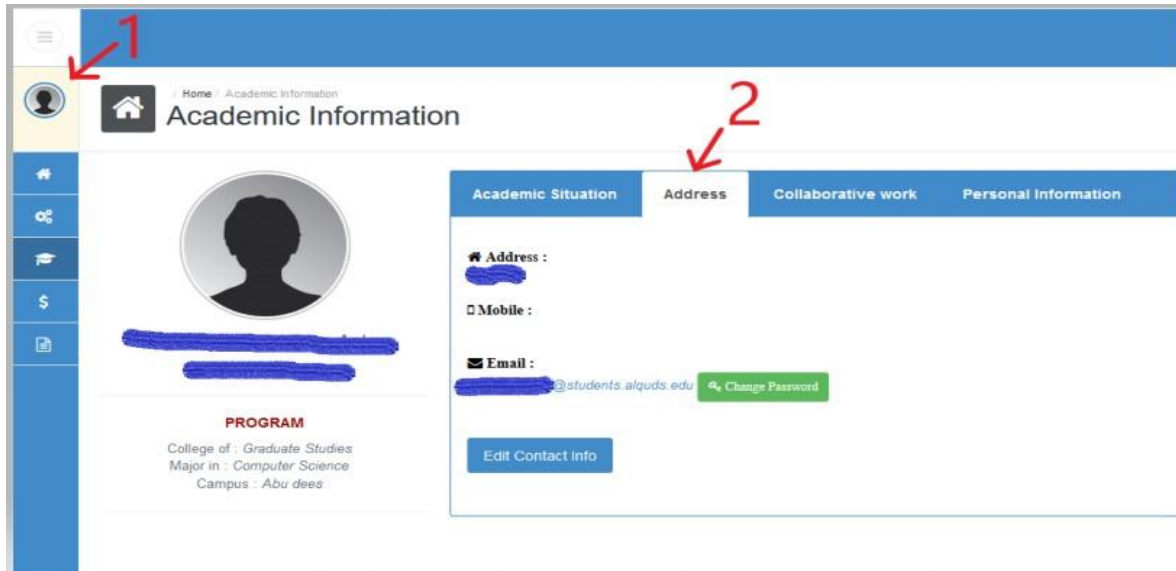 1
/ Home / Academic Information
Academic Information
2
Academic Situation Address Collaborative work Personal Information
Address :
Mobile :
Email :
@students.alquds.edu Change Password
Edit Contact Info
PROGRAM
College of : Graduate Studies
Major in : Computer Science
Campus : Abu dees